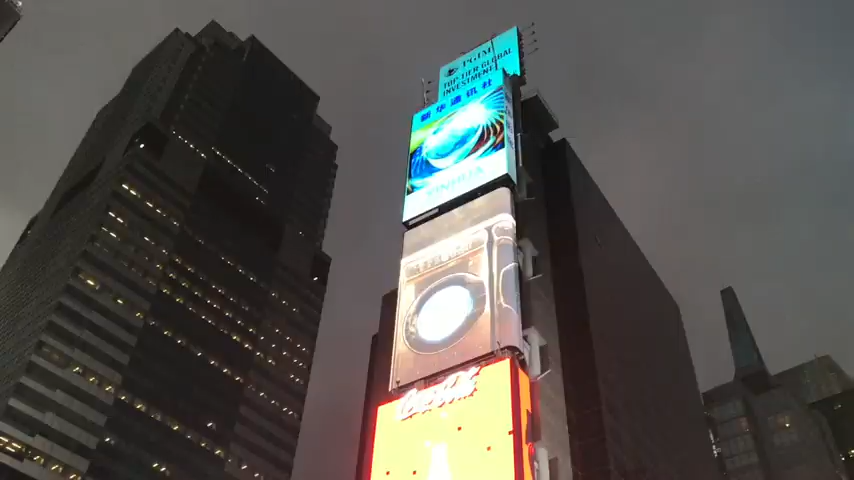 PGIM
TOP-TIER GLOBAL
INVESTMENT
新华通讯社
XINHUA
Coca-Cola